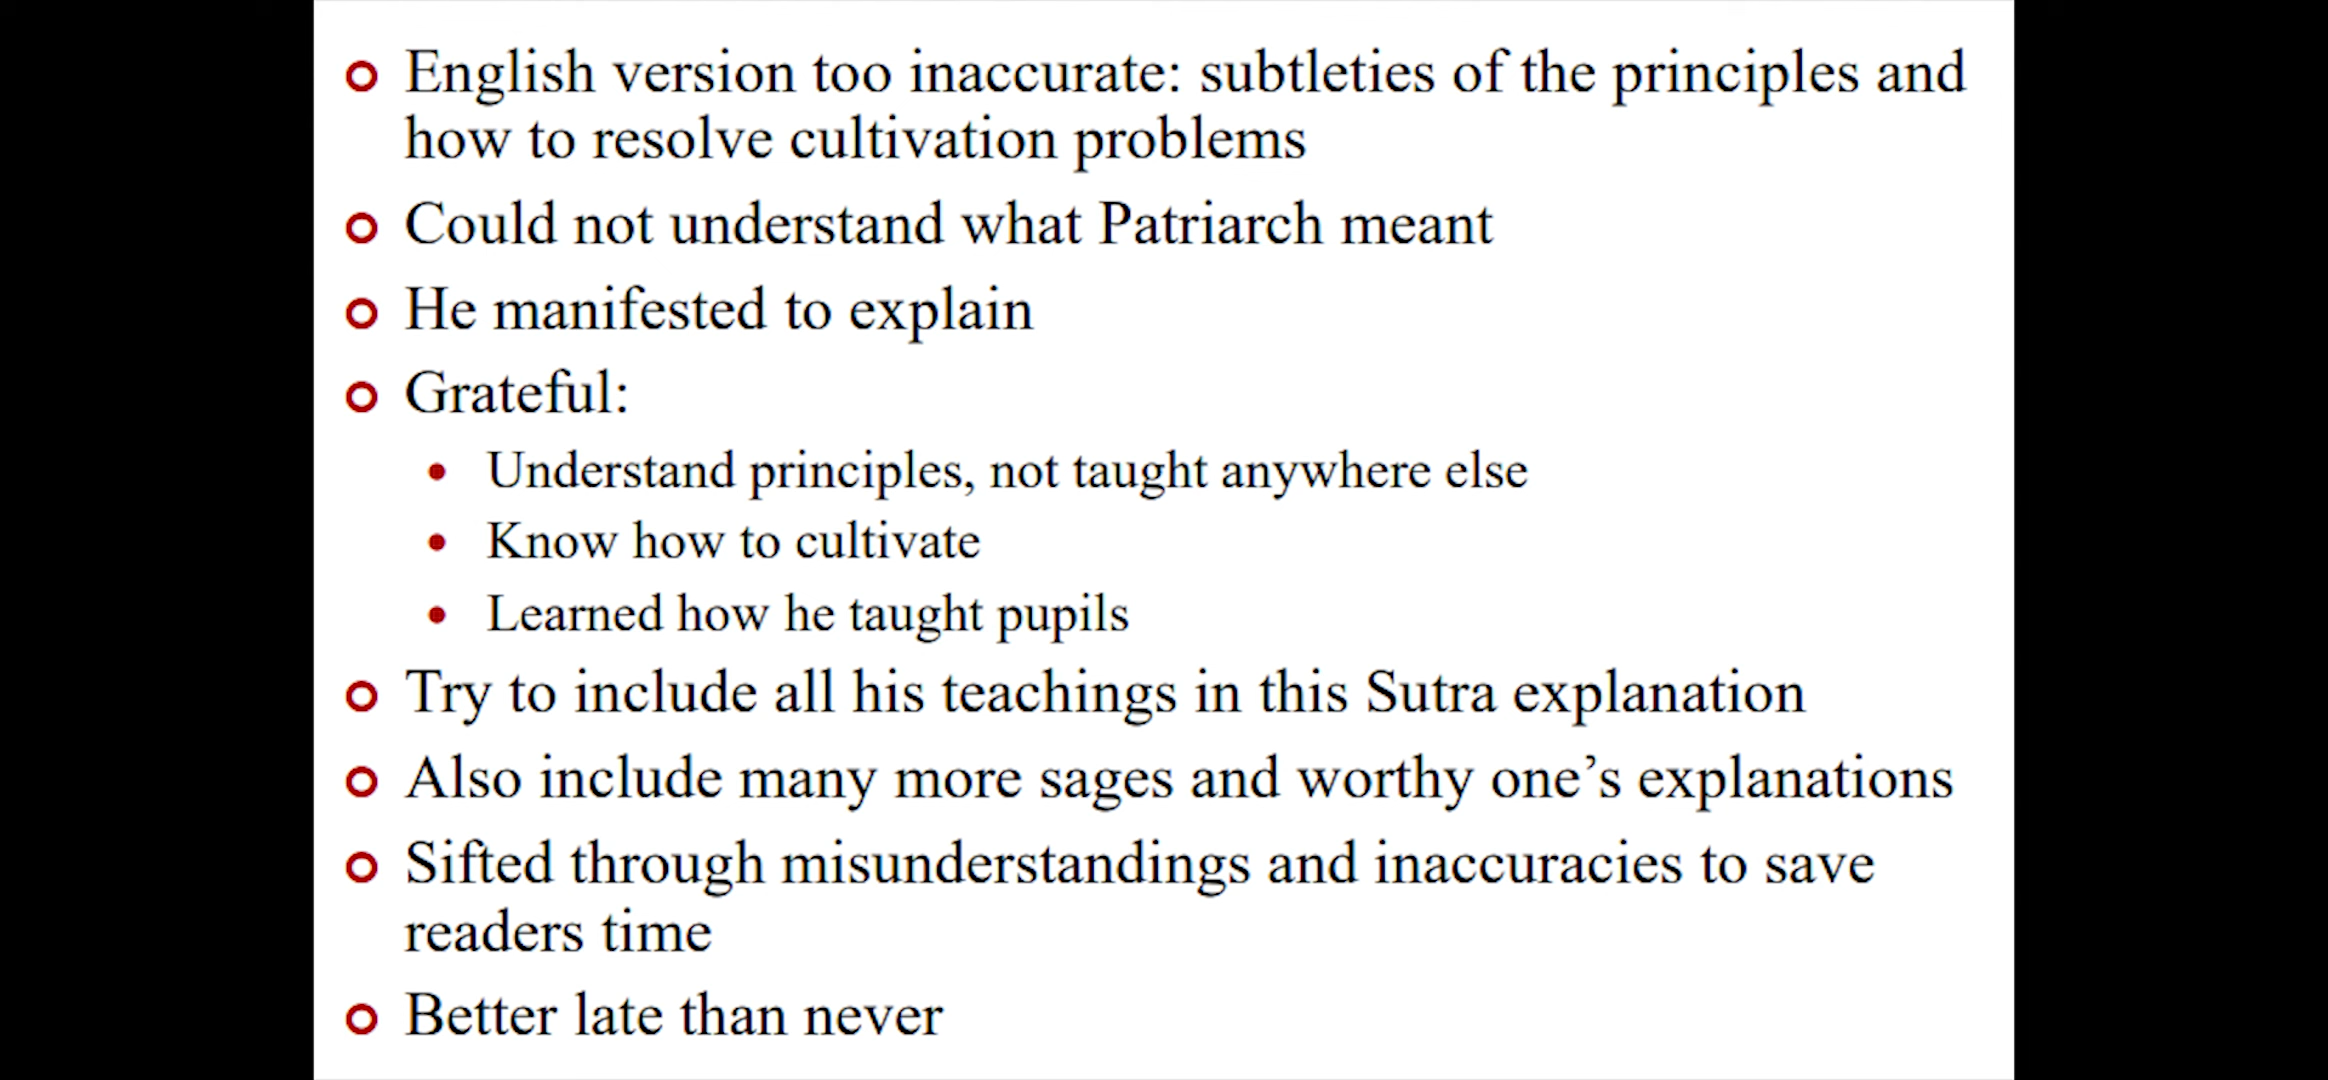 English version too inaccurate: subtleties of the principles and
how to resolve cultivation problems
Could not understand what Patriarch meant
He manifested to explain
Grateful:
Understand principles, not taught anywhere else
Know how to cultivate
Learned how he taught pupils
Try to include all his teachings in this Sutra explanation
Also include many more sages and worthy one’s explanations
Sifted through misunderstandings and inaccuracies to save
readers time
Better late than never